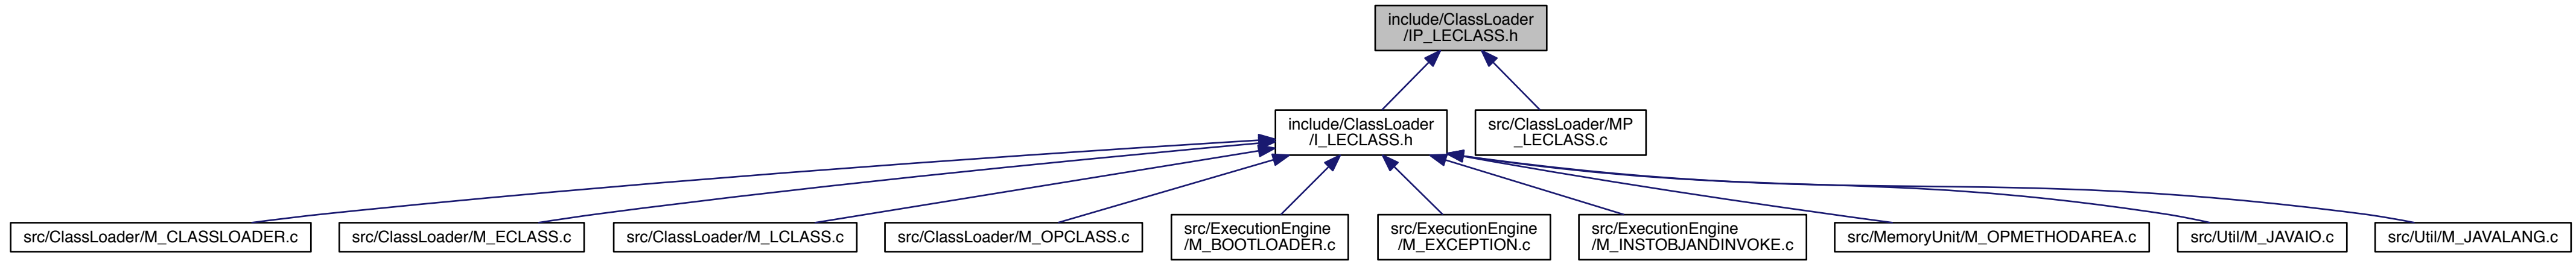 include/ClassLoader
/IP_LECLASS.h
include/ClassLoader
/I_LECLASS.h
src/ClassLoader/MP
_LECLASS.c
src/ClassLoader/M_CLASSLOADER.c
src/ClassLoader/M_ECLASS.c
src/ClassLoader/M_LCLASS.c
src/ClassLoader/M_OPCLASS.c
src/ExecutionEngine
/M_BOOTLOADER.c
src/ExecutionEngine
/M_EXCEPTION.c
src/ExecutionEngine
/M_INSTOBJANDINVOKE.c
src/MemoryUnit/M_OPMETHODAREA.c
src/Util/M_JAVAIO.c
src/Util/M_JAVALANG.c